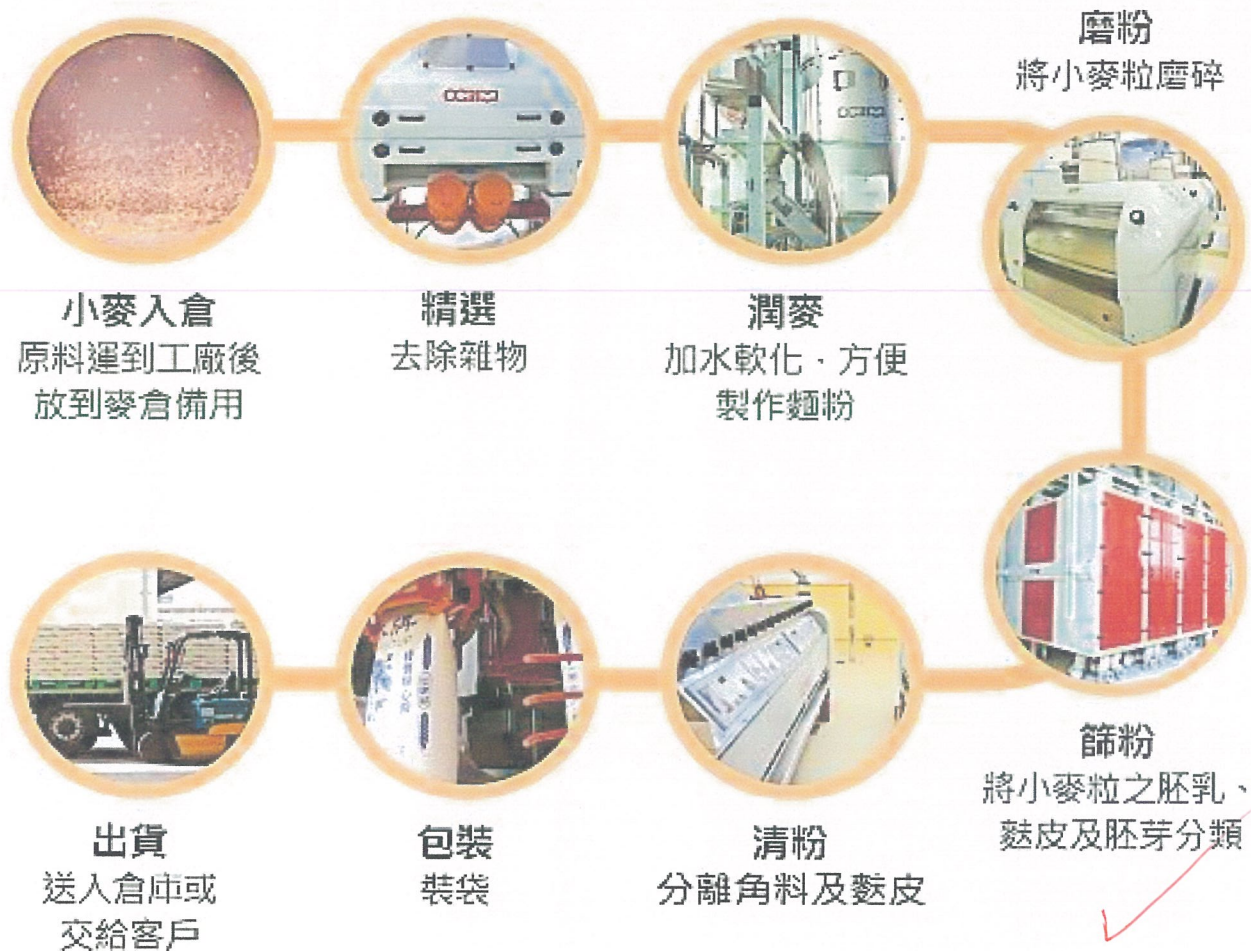 小麥入倉
原料運到工廠後
放到麥倉備用
精選
去除雜物
潤麥
加水軟化、方便
製作麵粉
磨粉
將小麥粒磨碎
篩粉
將小麥粒之胚乳、
麩皮及胚芽分類
清粉
分離角料及麩皮
包裝
裝袋
出貨
送入倉庫或
交給客戶